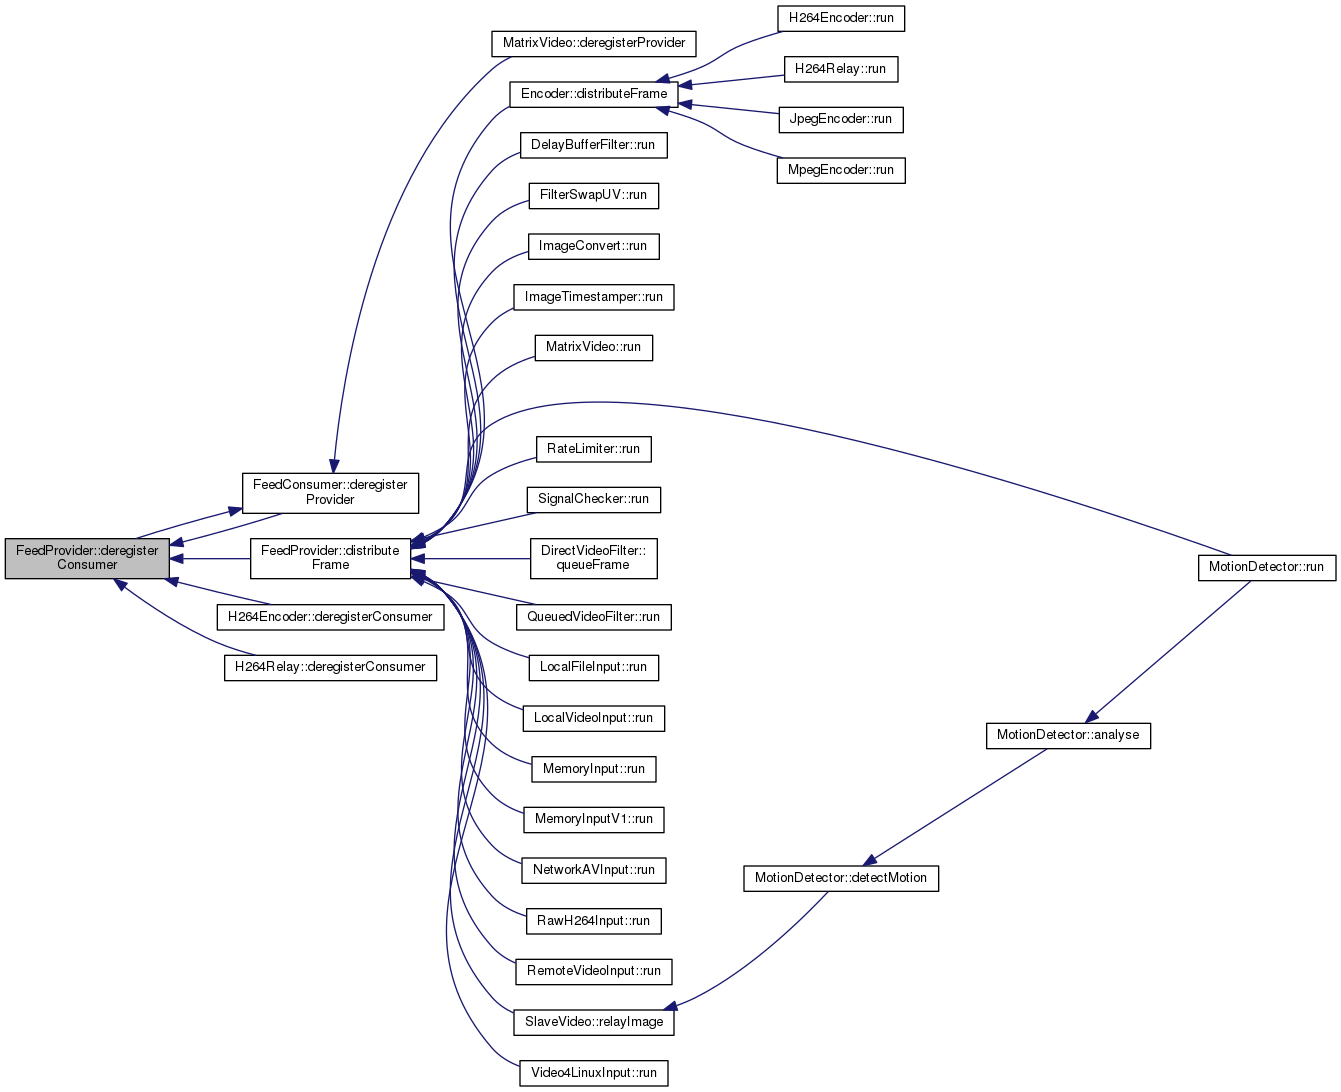 H264Encoder::run
MatrixVideo::deregisterProvider
H264Relay::run
Encoder::distributeFrame
JpegEncoder::run
DelayBufferFilter::run
MpegEncoder::run
FilterSwapUV::run
ImageConvert::run
ImageTimestamper::run
MatrixVideo::run
RateLimiter::run
FeedConsumer::deregister
Provider
SignalChecker::run
FeedProvider::deregister
Consumer
FeedProvider::distribute
Frame
DirectVideoFilter::
queueFrame
MotionDetector::run
H264Encoder::deregisterConsumer
QueuedVideoFilter::run
H264Relay::deregisterConsumer
LocalFileInput::run
LocalVideoInput::run
MotionDetector::analyse
MemoryInput::run
MemoryInputV1::run
NetworkAVInput::run
MotionDetector::detectMotion
RawH264Input::run
RemoteVideoInput::run
SlaveVideo::relayImage
Video4LinuxInput::run